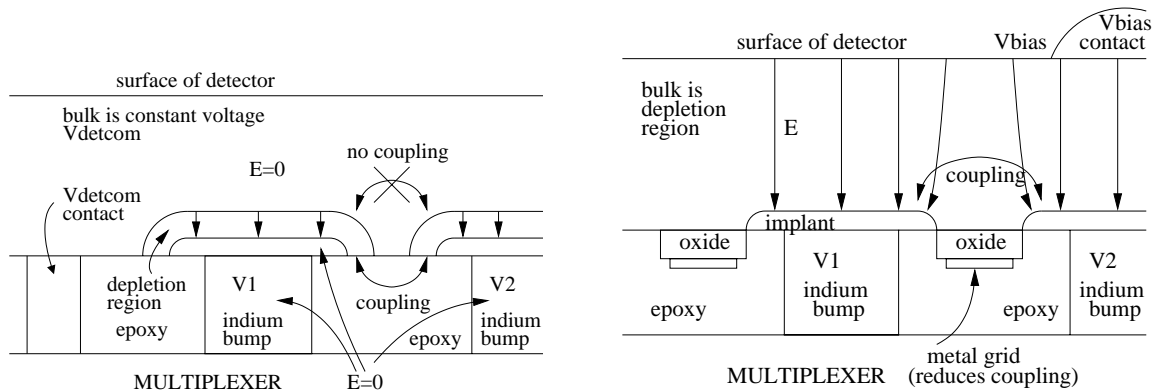 surface of detector
bulk is constant voltage
Vdetcom
no coupling
E=0
Vdetcom
contact
depletion
region
epoxy
V1
indium
bump
coupling
epoxy
V2
indium
bump
MULTIPLEXER
E=0
surface of detector
Vbias
Vbias
contact
bulk is
depletion
region
E
coupling
implant
oxide
oxide
V1
indium
bump
V2
indium
bump
epoxy
epoxy
metal grid
(reduces coupling)
MULTIPLEXER